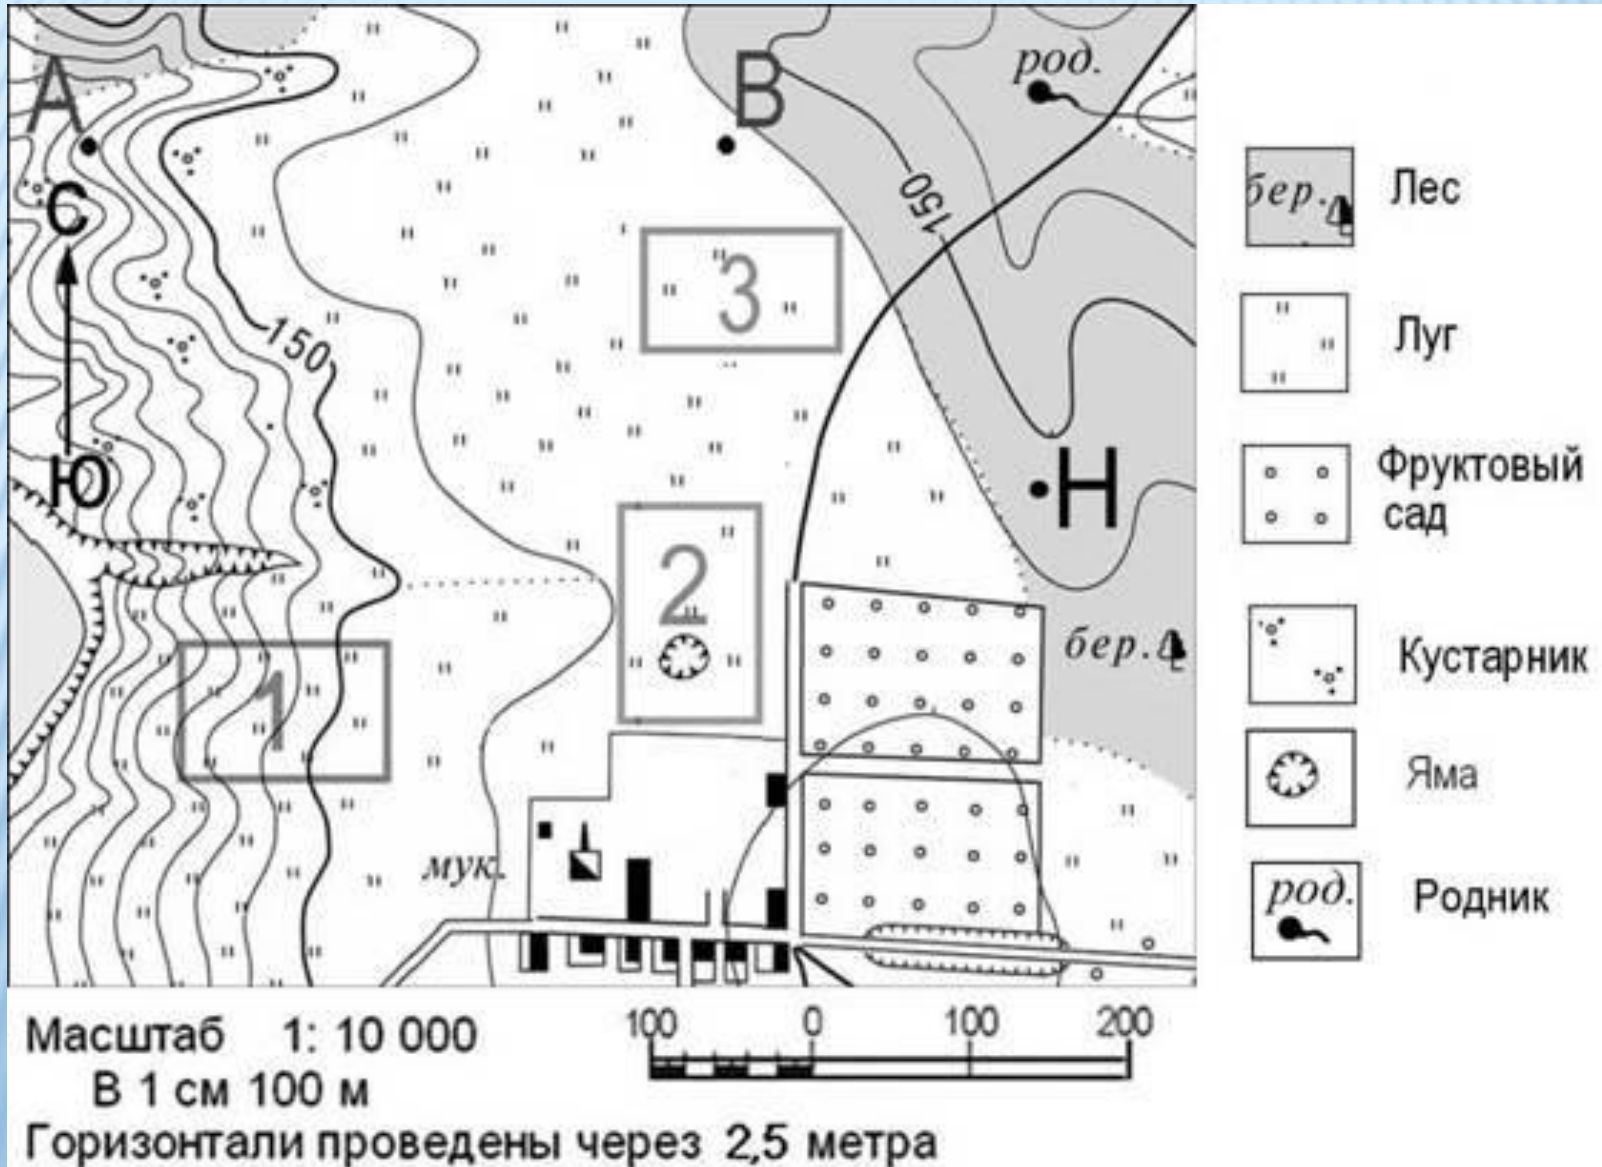 А
В
род.
С
150
3
150
Ю
Н
2
1
бер.
мук.
бер.
Лес
Луг
Фруктовый
сад
Кустарник
Яма
род.
Родник
Масштаб 1: 10 000
В 1 см 100 м
Горизонтали проведены через 2,5 метра
100 0 100 200